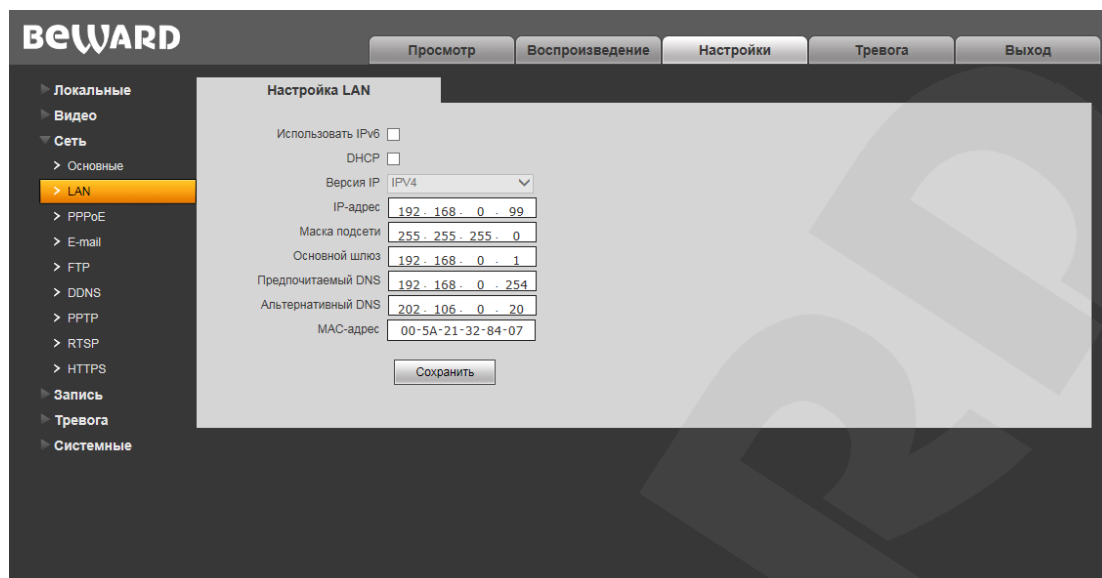 BEWARD
Просмотр Воспроизведение Настройки Тревога Выход
Локальные
Видео
Сеть
> Основные
> LAN
> PPPoE
> E-mail
> FTP
> DDNS
> PPTP
> RTSP
> HTTPS
Запись
Тревога
Системные
Настройка LAN
Использовать IPv6
DHCP
Версия IP IPV4
IP-адрес 192. 168. 0 . 99
Маска подсети 255. 255. 255. 0
Основной шлюз 192. 168. 0 . 1
Предпочитаемый DNS 192. 168. 0 . 254
Альтернативный DNS 202. 106. 0 . 20
MAC-адрес 00-5A-21-32-84-07
Сохранить